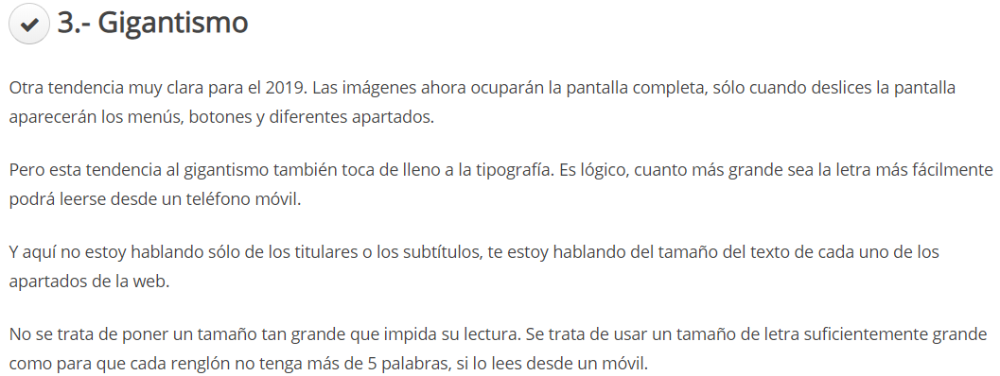 3.- Gigantismo
Otra tendencia muy clara para el 2019. Las imágenes ahora ocuparán la pantalla completa, sólo cuando deslices la pantalla
aparecerán los menús, botones y diferentes apartados.
Pero esta tendencia al gigantismo también toca de lleno a la tipografía. Es lógico, cuanto más grande sea la letra más fácilmente
podrá leerse desde un teléfono móvil.
Y aquí no estoy hablando sólo de los titulares o los subtítulos, te estoy hablando del tamaño del texto de cada uno de los
apartados de la web.
No se trata de poner un tamaño tan grande que impida su lectura. Se trata de usar un tamaño de letra suficientemente grande
como para que cada renglón no tenga más de 5 palabras, si lo lees desde un móvil.